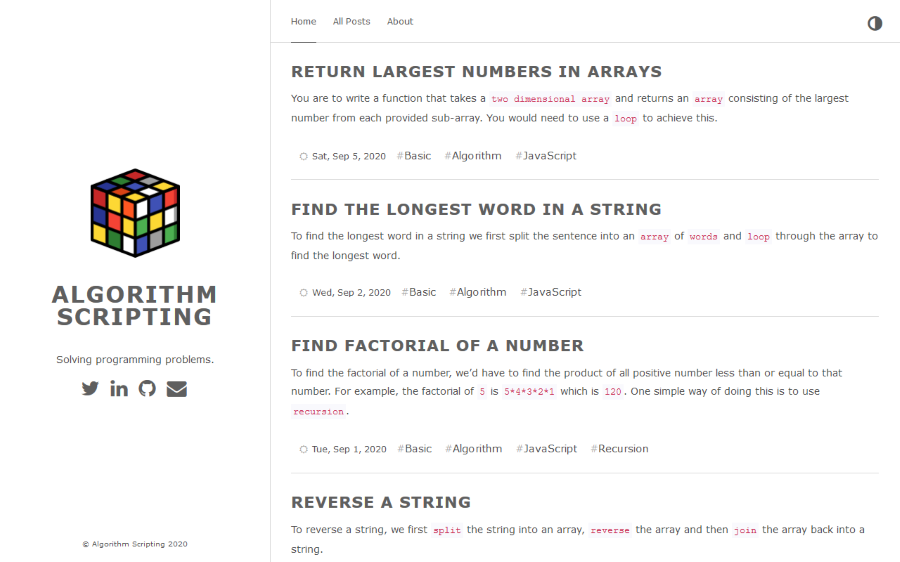 Home All Posts About
ALGORITHM
SCRIPTING
Solving programming problems.
© Algorithm Scripting 2020
RETURN LARGEST NUMBERS IN ARRAYS
You are to write a function that takes a two dimensional array and returns an array consisting of the largest
number from each provided sub-array. You would need to use a loop to achieve this.
Sat, Sep 5, 2020 #Basic #Algorithm #JavaScript
FIND THE LONGEST WORD IN A STRING
To find the longest word in a string we first split the sentence into an array of words and loop through the array to
find the longest word.
Wed, Sep 2, 2020 #Basic #Algorithm #JavaScript
FIND FACTORIAL OF A NUMBER
To find the factorial of a number, we’d have to find the product of all positive number less than or equal to that
number. For example, the factorial of 5 is 5*4*3*2*1 which is 120. One simple way of doing this is to use
recursion.
Tue, Sep 1, 2020 #Basic #Algorithm #JavaScript #Recursion
REVERSE A STRING
To reverse a string, we first split the string into an array, reverse the array and then join the array back into a
string.